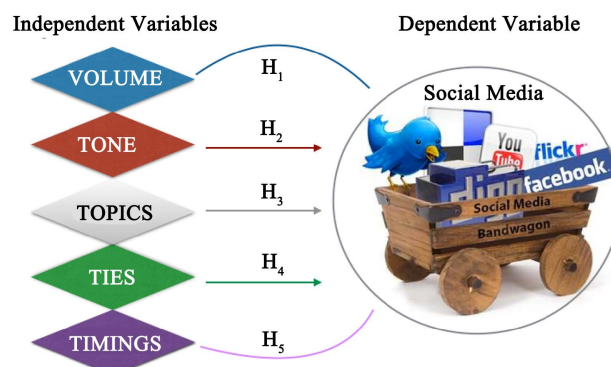 Independent Variables
Dependent Variable
VOLUME
H1
TONE
H2
TOPICS
H3
TIES
H4
TIMINGS
H5
Social Media
You
Tube
flickr
digg
facebook
Social Media
Bandwagon